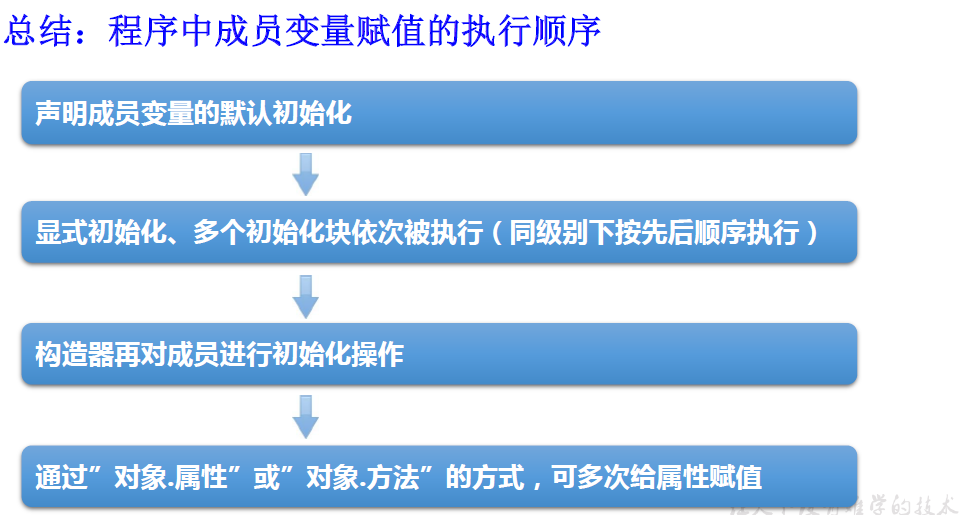 总结：程序中成员变量赋值的执行顺序
声明成员变量的默认初始化
显式初始化、多个初始化块依次被执行（同级别下按先后顺序执行）
构造器再对成员进行初始化操作
通过”对象.属性”或”对象.方法”的方式，可多次给属性赋值
学的技术